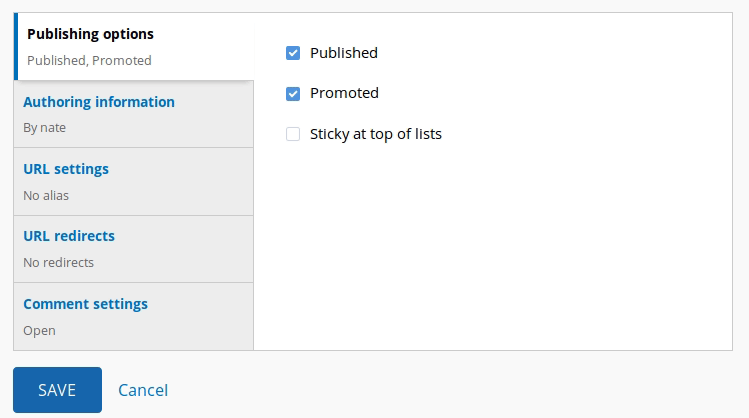 Publishing options
Published, Promoted
Authoring information
By nate
URL settings
No alias
URL redirects
No redirects
Comment settings
Open
Published
Promoted
Sticky at top of lists
SAVE
Cancel